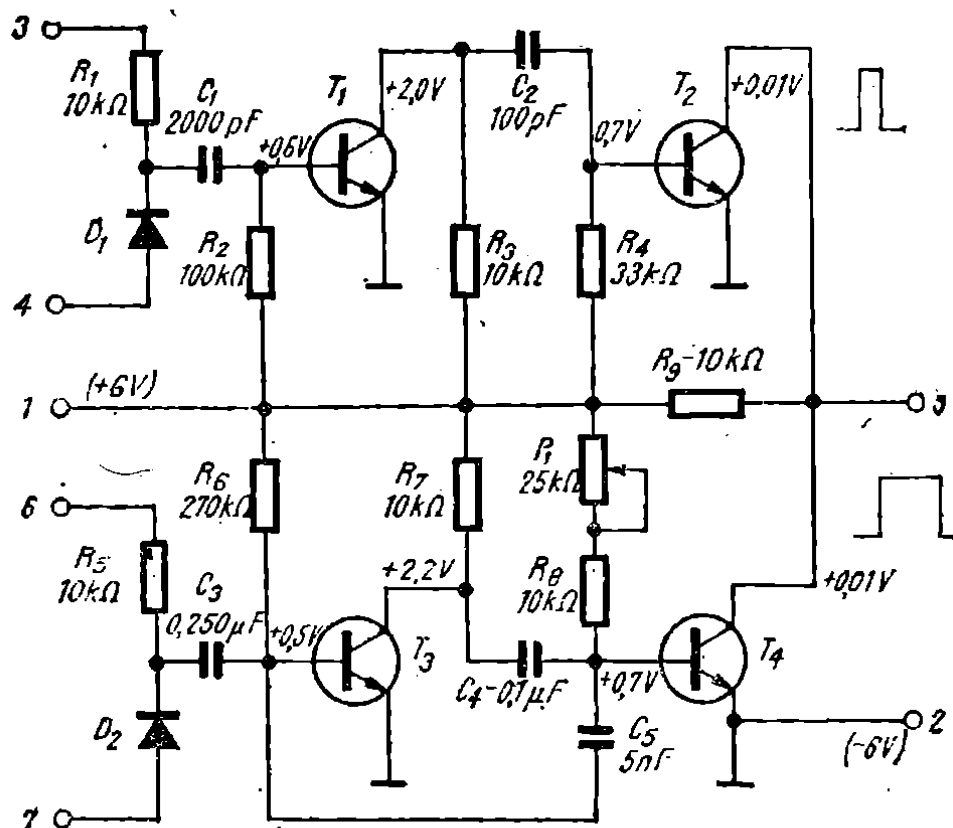 3
R1
10kΩ
C1
2000pF
+0,6V
T1
+2,0V
C2
100pF
0,7V
T2
+0,01V
D1
R2
100kΩ
R3
10kΩ
R4
33kΩ
4
R9-10kΩ
1
(+6V)
5
R6
270kΩ
R7
10kΩ
P1
25kΩ
6
R5
10kΩ
C3
0,250μF
+0,5V
+2,2V
R8
10kΩ
+0,01V
T3
T4
C4-0,1μF
+0,7V
D2
C5
5nF
2
(-6V)
7